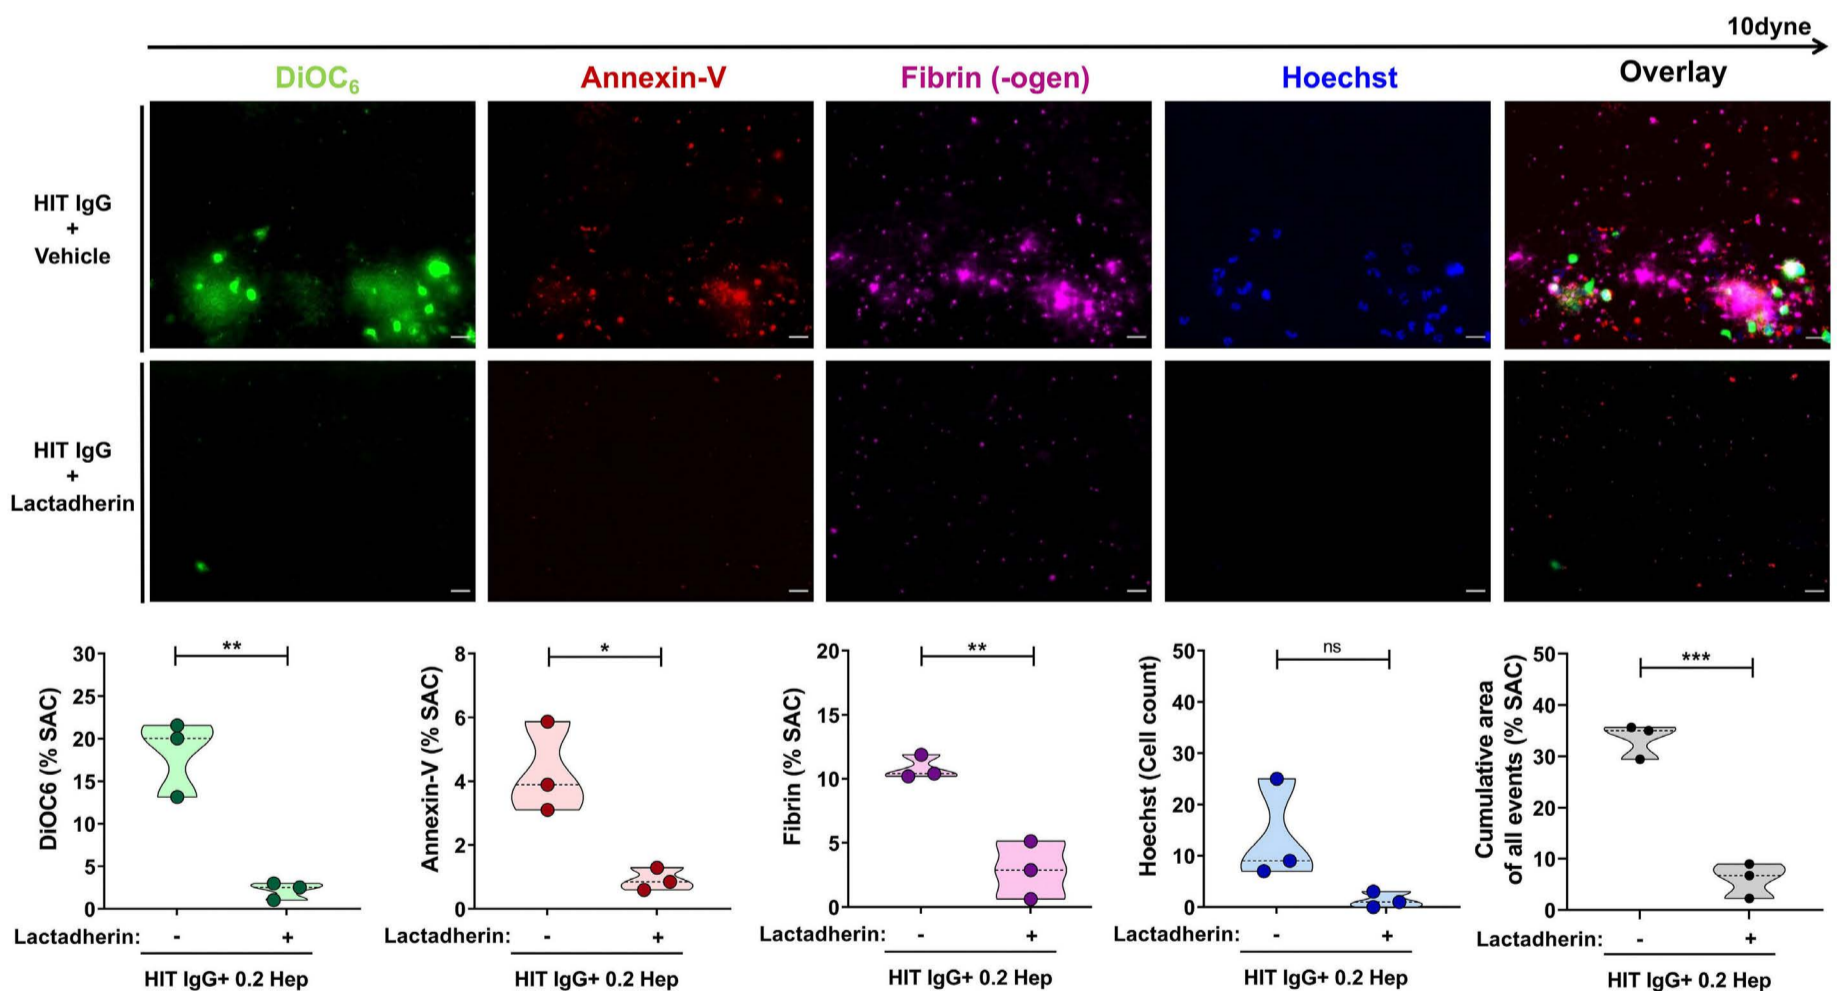 10dyne
DiOC6
Annexin-V
Fibrin (-ogen)
Hoechst
Overlay
HIT IgG
+
Vehicle
HIT IgG
+
Lactadherin
DiOC6 (% SAC)
30
25
20
15
10
5
0
**
Lactadherin:
-
+
HIT IgG+ 0.2 Hep
Annexin-V (% SAC)
8
6
4
2
0
*
Lactadherin:
-
+
HIT IgG+ 0.2 Hep
Fibrin (% SAC)
20
15
10
5
0
**
Lactadherin:
-
+
HIT IgG+ 0.2 Hep
Hoechst (Cell count)
50
40
30
20
10
0
ns
Lactadherin:
-
+
HIT IgG+ 0.2 Hep
Cumulative area
of all events (% SAC)
50
40
30
20
10
0
***
Lactadherin:
-
+
HIT IgG+ 0.2 Hep